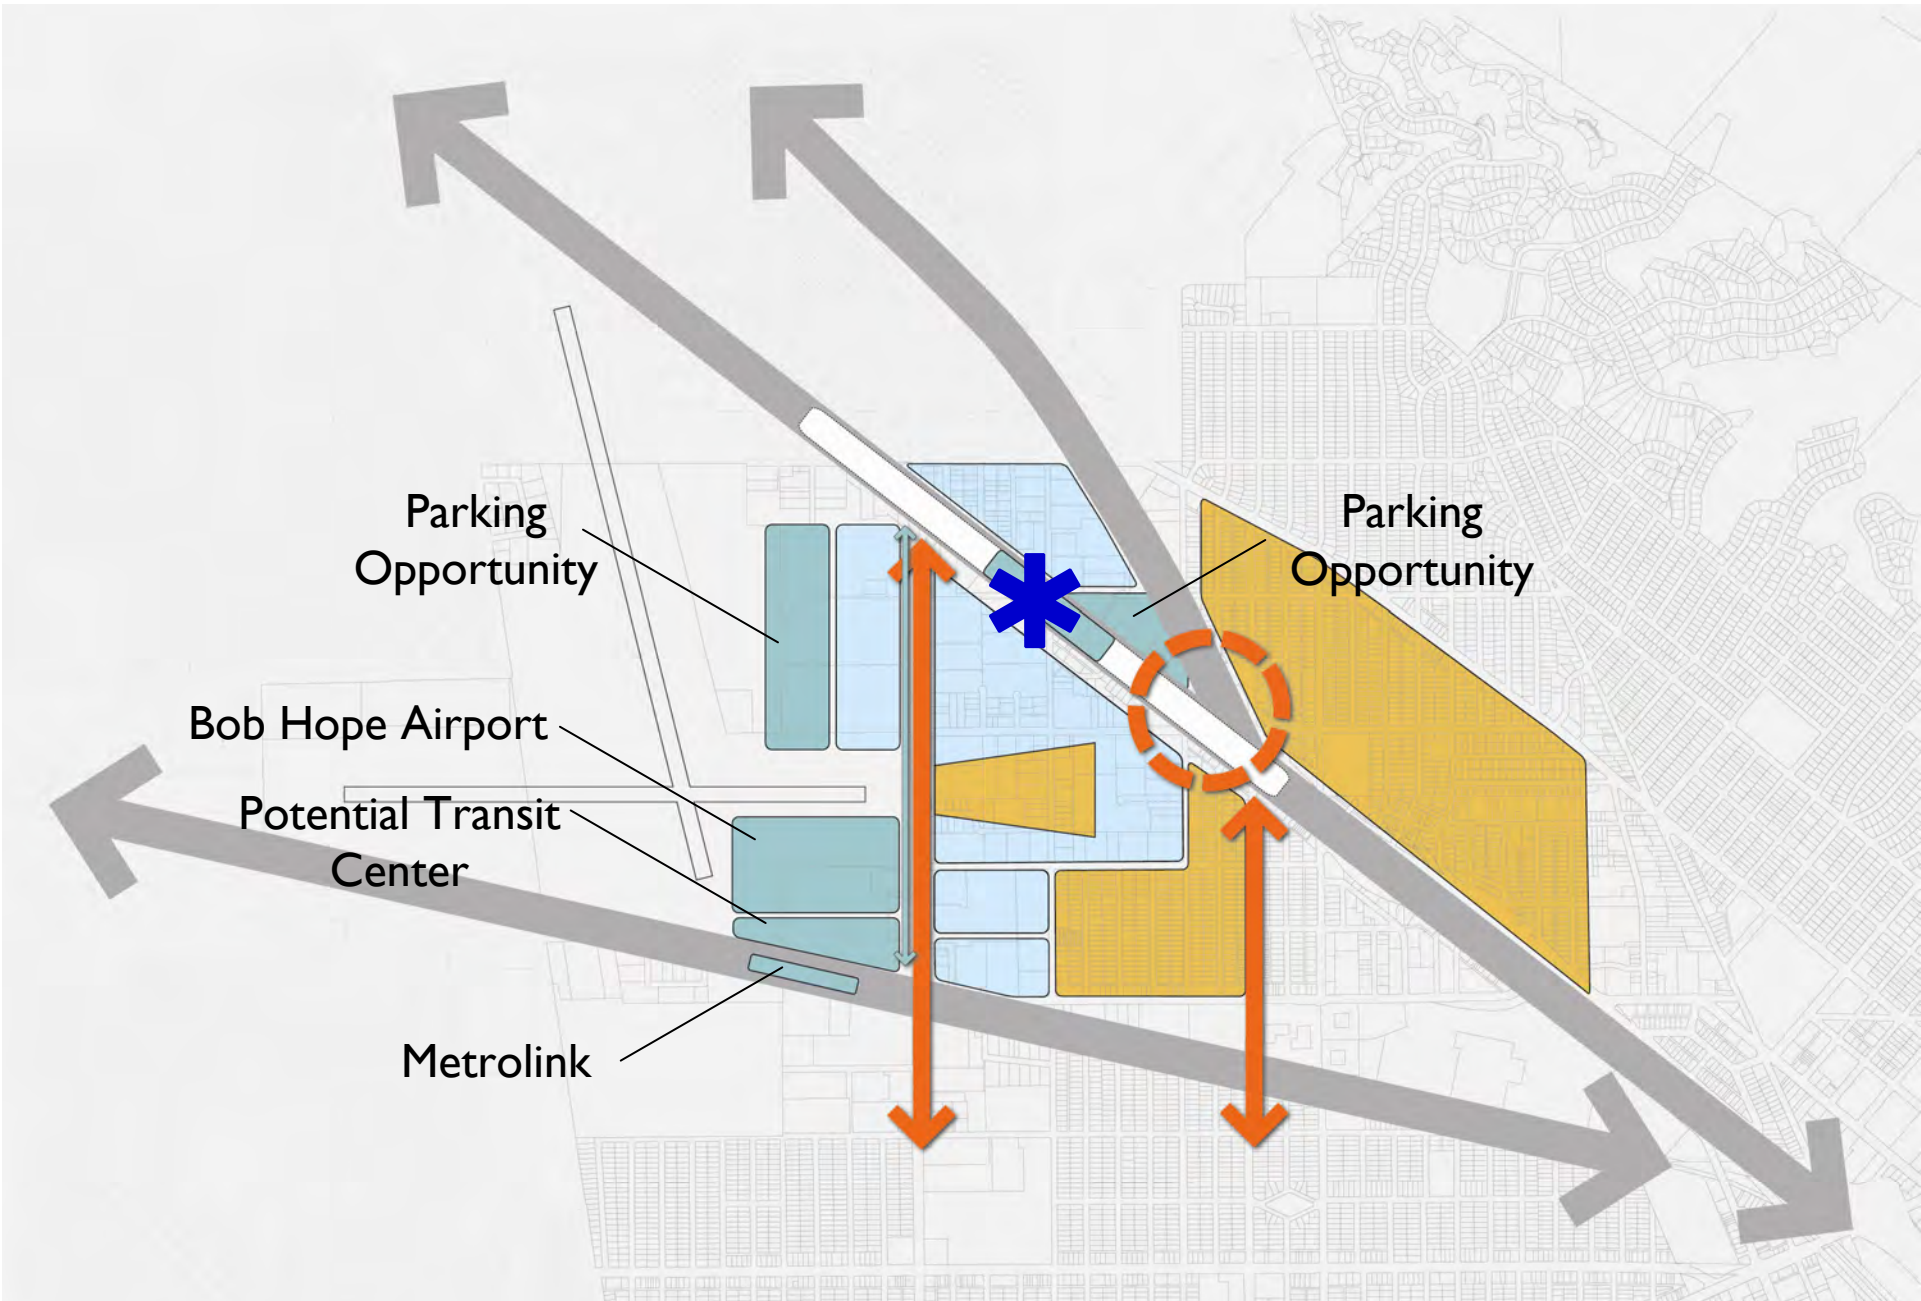 Parking
Opportunity
Parking
Opportunity
Bob Hope Airport
Potential Transit
Center
Metrolink